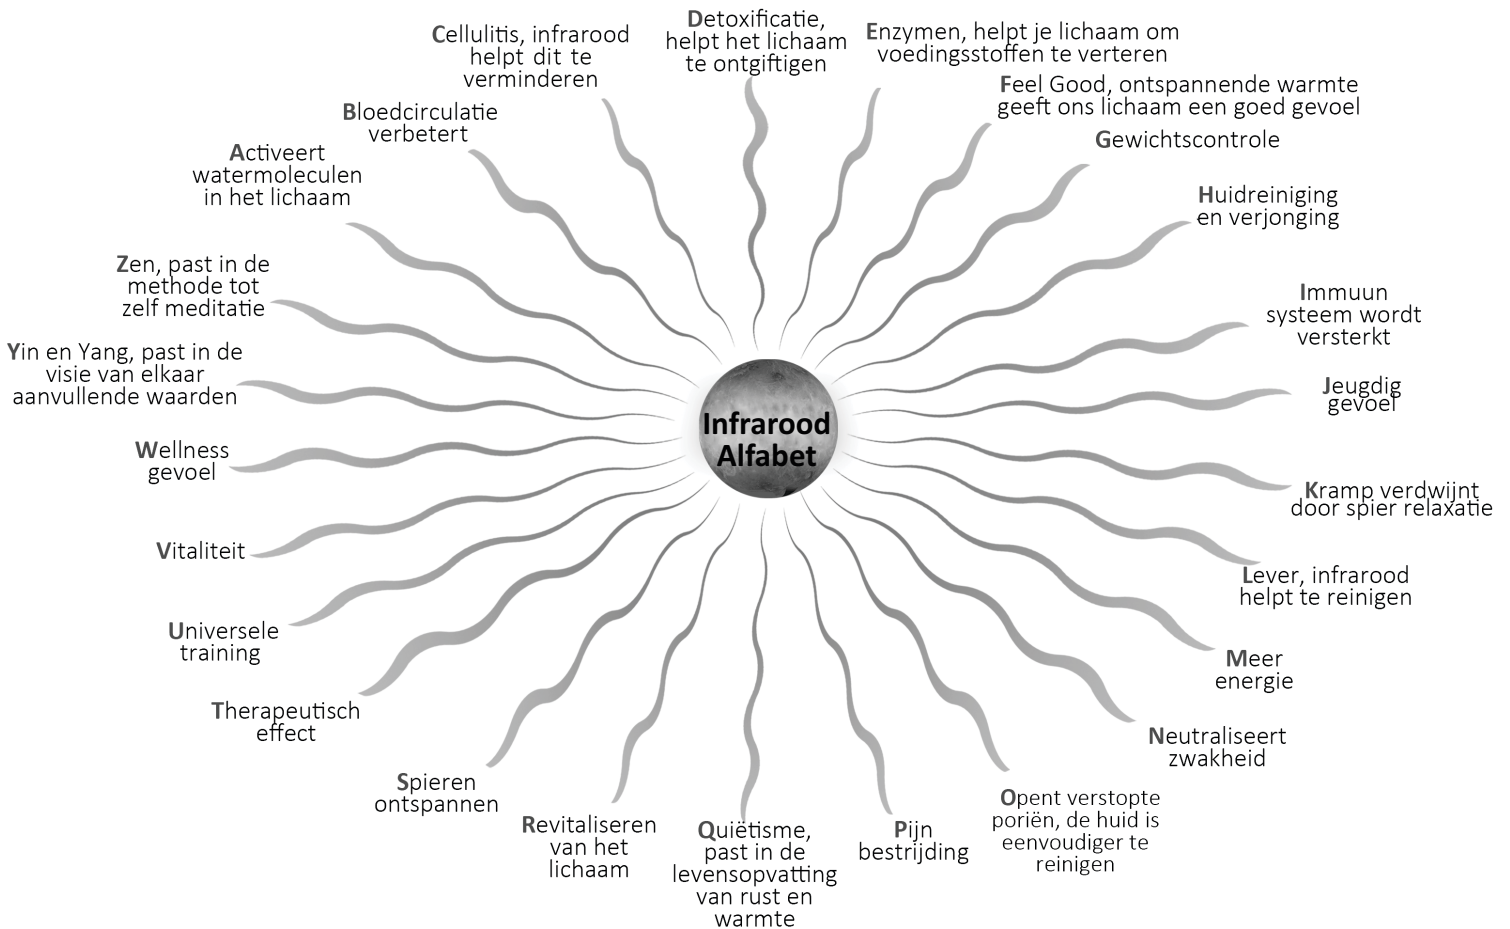 Infrarood
Alfabet
Activeert
watermoleculen
in het lichaam
Bloedcirculatie
verbetert
Cellulitis, infrarood
helpt dit te
verminderen
Detoxificatie,
helpt het lichaam
te ontgiftigen
Enzymen, helpt je lichaam om
voedingsstoffen te verteren
Feel Good, ontspannende warmte
geeft ons lichaam een goed gevoel
Gewichtscontrole
Huidreiniging
en verjonging
Immuun
systeem wordt
versterkt
Jeugdig
gevoel
Kramp verdwijnt
door spier relaxatie
Lever, infrarood
helpt te reinigen
Meer
energie
Neutraliseert
zwakheid
Opent verstopte
poriën, de huid is
eenvoudiger te
reinigen
Pijn
bestrijding
Quiëtisme,
past in de
levensopvatting
van rust en
warmte
Revitaliseren
van het
lichaam
Spieren
ontspannen
Therapeutisch
effect
Universele
training
Vitaliteit
Wellness
gevoel
Yin en Yang, past in de
visie van elkaar
aanvullende waarden
Zen, past in de
methode tot
zelf meditatie